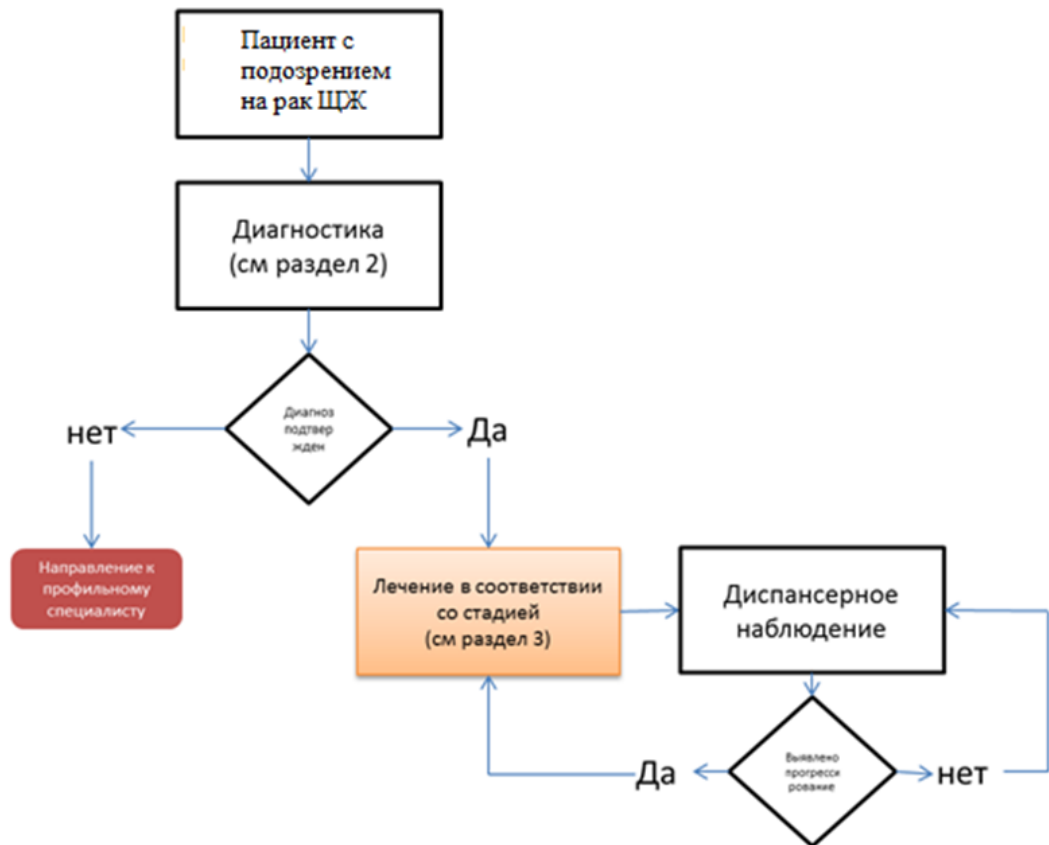 Пациент с
подозрением
на рак ЩЖ
Диагностика
(см раздел 2)
Диагноз
подтвер
жден
нет
Да
Направление к
профильному
специалисту
Лечение в соответствии
со стадией
(см раздел 3)
Диспансерное
наблюдение
Выявлено
прогресси
рование
Да
нет